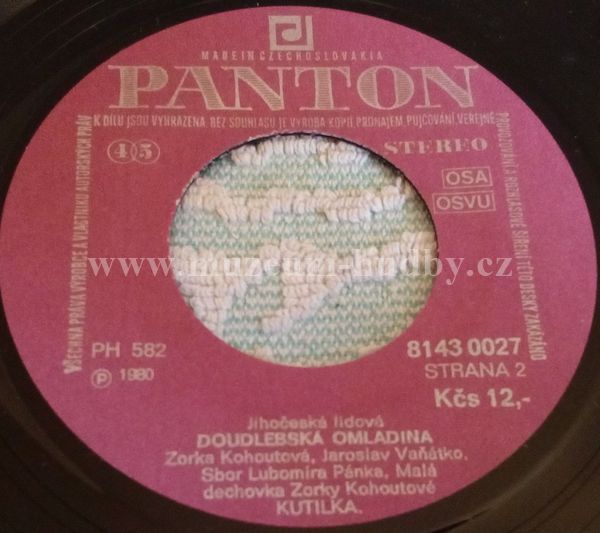 MADE IN CZECHOSLOVAKIA
PANTON
VŠECHNA PRÁVA VÝROBCE A VLASTNÍKŮ AUTORSKÝCH PRÁV K DÍLU JSOU VYHRAZENA. BEZ SOUHLASU JE VÝROBA KOPIÍ, PRONÁJEM, PŮJČOVÁNÍ, VEŘEJNÉ PROVOZOVÁNÍ A ROZHLASOVÉ ŠÍŘENÍ TÉTO DESKY ZAKÁZÁNO
45
STEREO
OSA
OSVU
www.muzeum-hudby.cz
PH 582
Ⓟ 1980
8143 0027
STRANA 2
Kčs 12,-
Jihočeská lidová
DOUDLEBSKÁ OMLADINA
Zorka Kohoutová, Jaroslav Vaňátko,
Sbor Lubomíra Pánka, Malá
dechovka Zorky Kohoutové
KUTILKA.